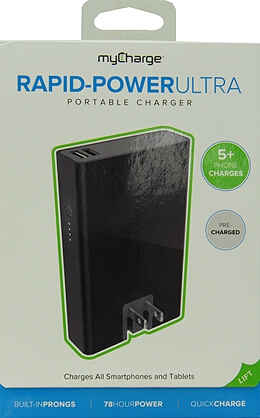 myCharge
RAPID-POWERULTRA
PORTABLE CHARGER
5+
PHONE
CHARGES
PRE-
CHARGED
LIFT
Charges All Smartphones and Tablets
BUILT-INPRONGS | 78HOURPOWER | QUICKCHARGE